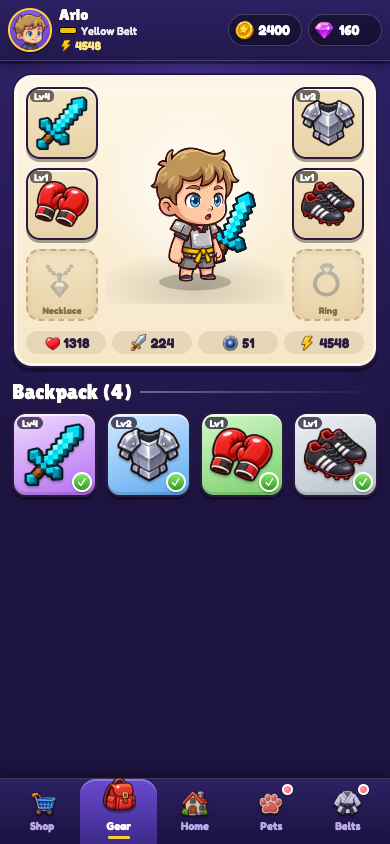 Arlo
Yellow Belt
4548
2400
160
Lv4
Lv2
Lv1
Lv1
Necklace
Ring
1318
224
51
4548
Backpack (4)
Lv4
Lv2
Lv1
Lv1
Shop
Gear
Home
Pets
Belts